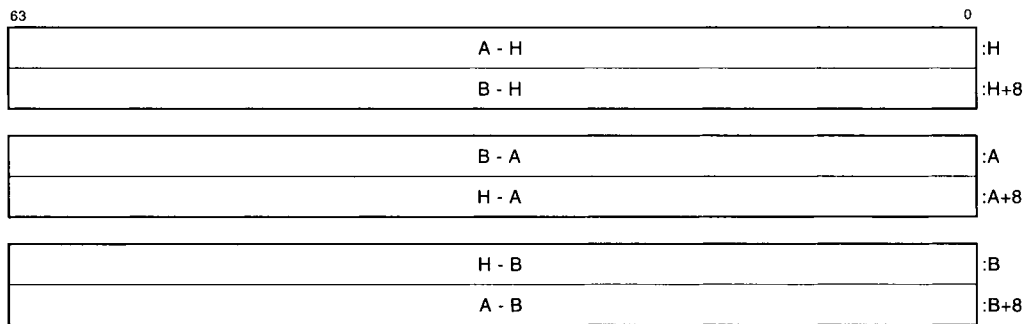 63 0
A - H :H
B - H :H+8
B - A :A
H - A :A+8
H - B :B
A - B :B+8